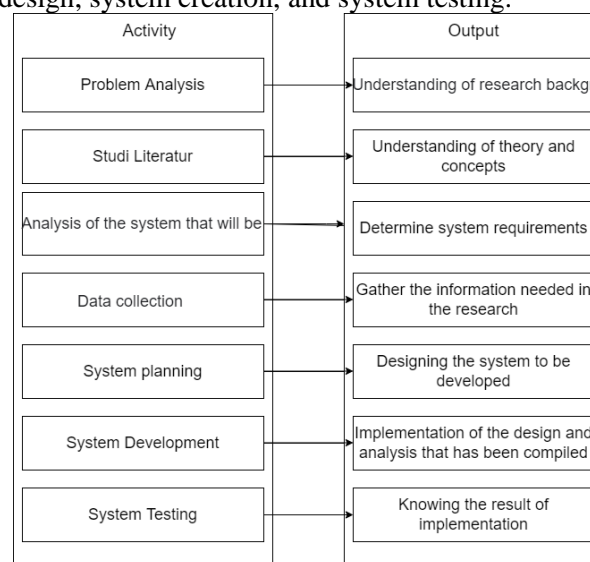 design, system creation, and system testing.
Activity
Output
Problem Analysis
Understanding of research backg
Studi Literatur
Understanding of theory and
concepts
Analysis of the system that will be
Determine system requirements
Data collection
Gather the information needed in
the research
System planning
Designing the system to be
developed
System Development
Implementation of the design and
analysis that has been compiled
System Testing
Knowing the result of
implementation